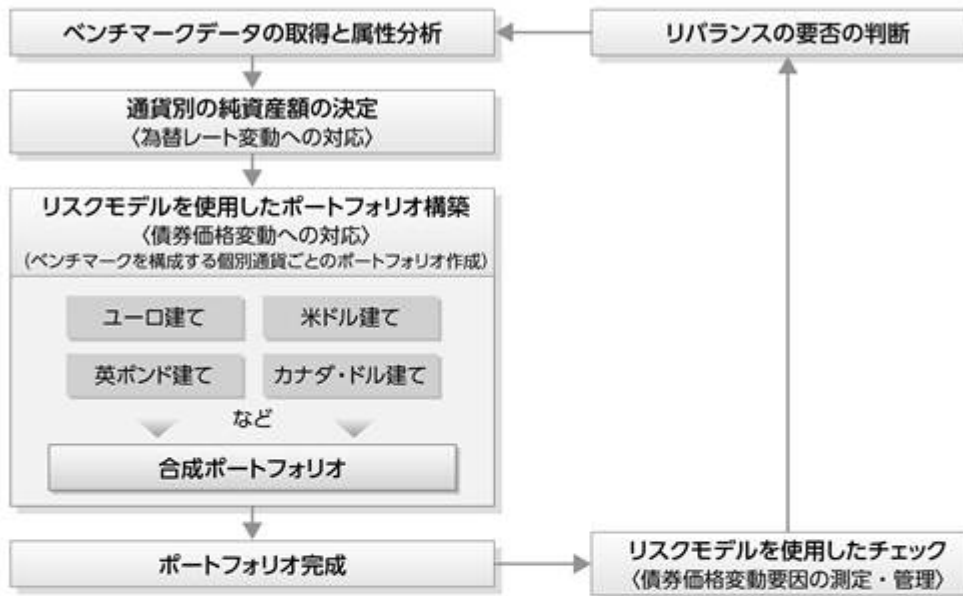 ベンチマークデータの取得と属性分析
リバランスの要否の判断
通貨別の純資産額の決定
〈為替レート変動への対応〉
リスクモデルを使用したポートフォリオ構築
〈債券価格変動への対応〉
(ベンチマークを構成する個別通貨ごとのポートフォリオ作成)
ユーロ建て
米ドル建て
英ポンド建て
カナダ・ドル建て
など
合成ポートフォリオ
ポートフォリオ完成
リスクモデルを使用したチェック
〈債券価格変動要因の測定・管理〉